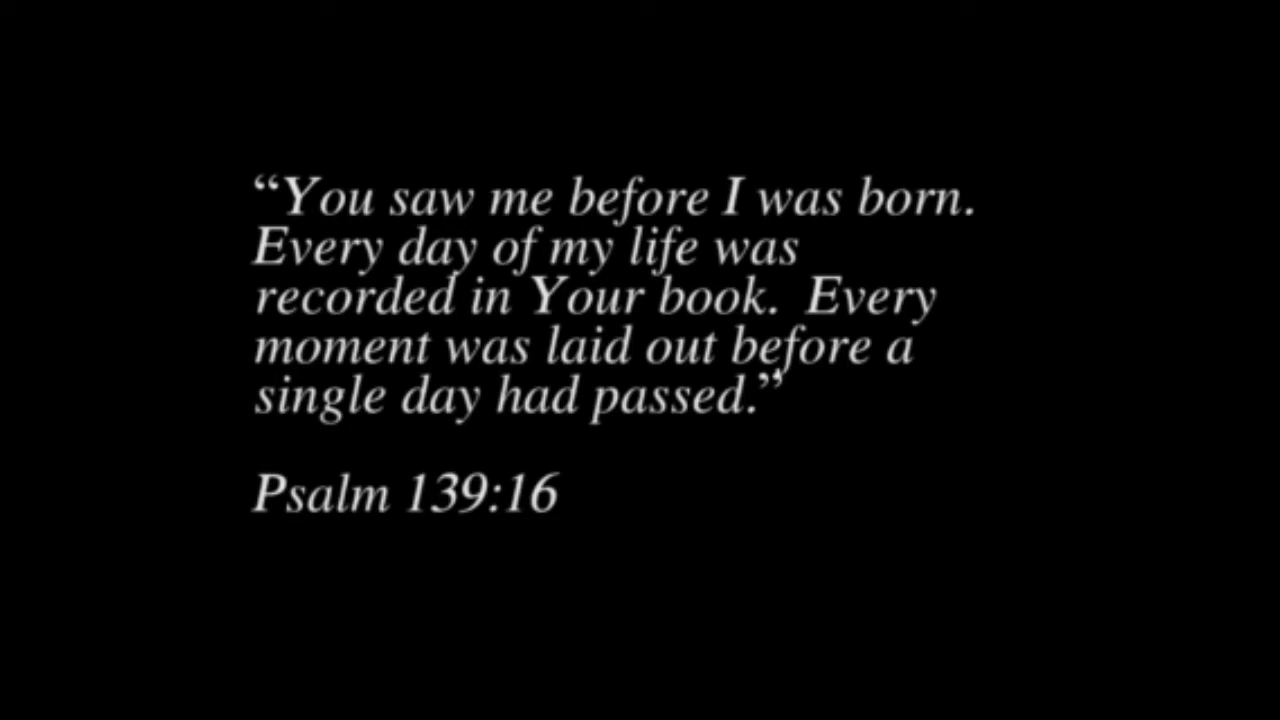 “You saw me before I was born.
Every day of my life was
recorded in Your book.  Every
moment was laid out before a
single day had passed.”
Psalm 139:16